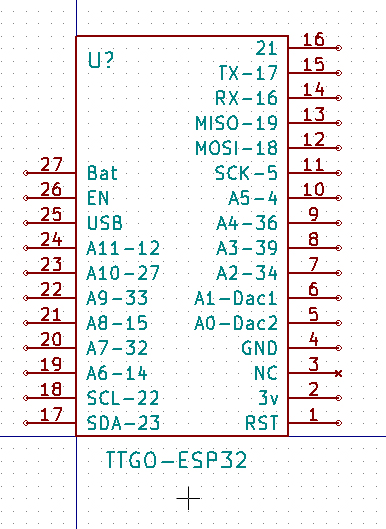 U?
21 16
TX-17 15
RX-16 14
MISO-19 13
MOSI-18 12
27 Bat SCK-5 11
26 EN A5-4 10
25 USB A4-36 9
24 A11-12 A3-39 8
23 A10-27 A2-34 7
22 A9-33 A1-Dac1 6
21 A8-15 A0-Dac2 5
20 A7-32 GND 4
19 A6-14 NC 3
18 SCL-22 3v 2
17 SDA-23 RST 1
TTGO-ESP32